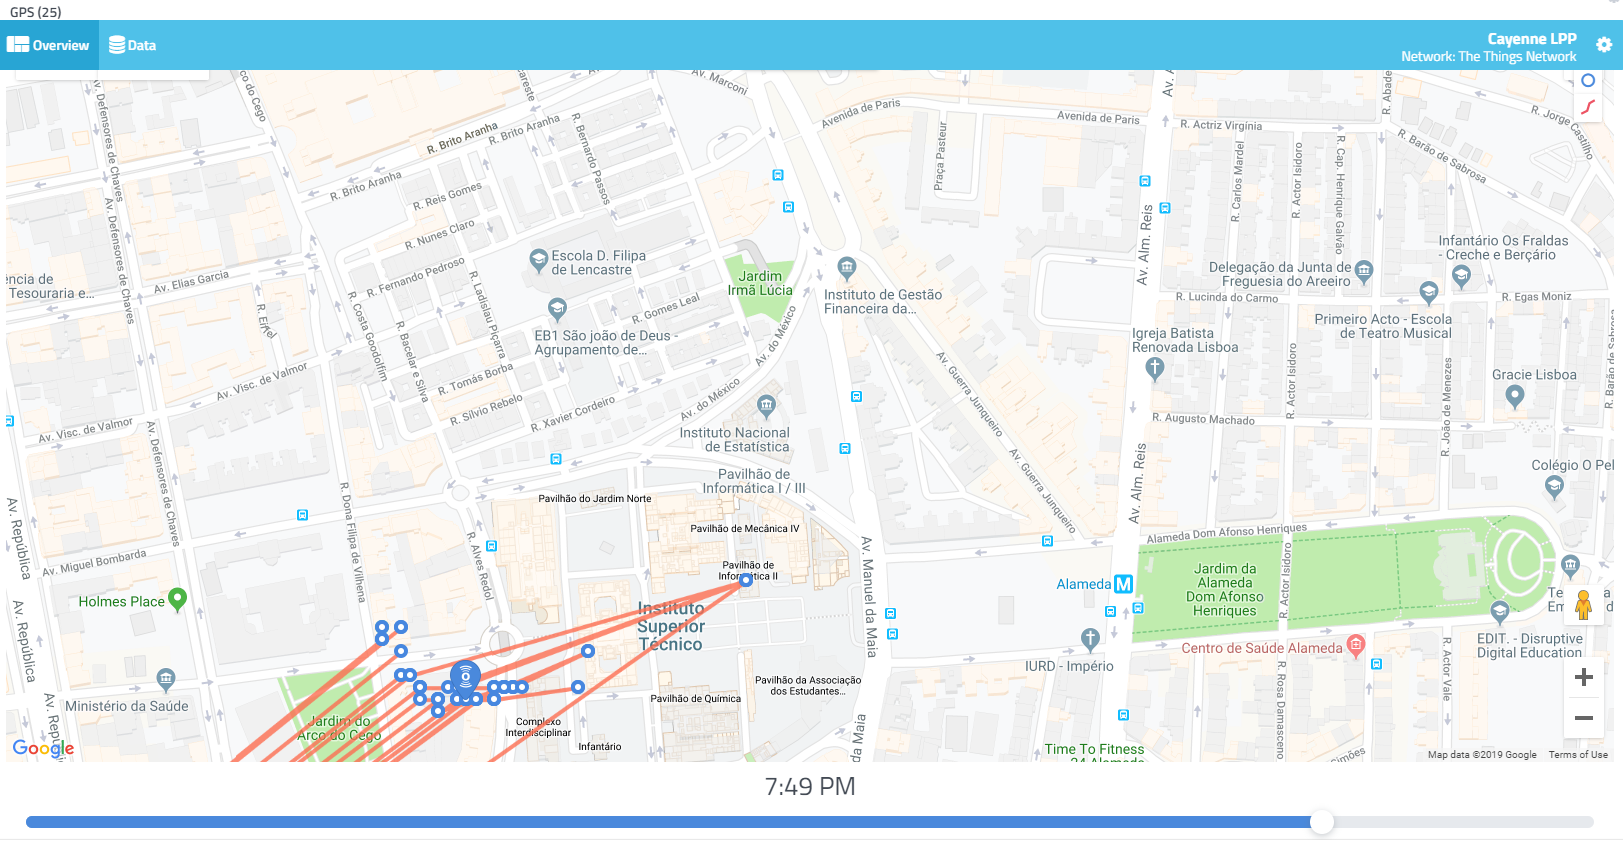 GPS (25)
Overview
Data
Cayenne LPP
Network: The Things Network
Av. Marconi
Avenida de Paris
Avenida de Paris
R. Actriz Virgínia
R. Abade
R. Jorge Castilho
R. Barão de Sabrosa
Av. Defensores de Chaves
o do Cego
careste
R. Brito Aranha
R. Brito Aranha
R. Brito Aranha
R. Bernardo Passos
Praça Pasteur
R. Carlos Mardel
R. Actor Isidoro
R. Cap. Henrique Galvão
R. Reis Gomes
R. Nunes Claro
Av. Defensores de Chaves
Av. Alm. Reis
Escola D. Filipa
de Lencastre
Jardim
Irmã Lúcia
Instituto de Gestão
Financeira da...
Infantário Os Fraldas
- Creche e Berçário
Delegação da Junta de
Freguesia do Areeiro
R. Lucinda do Carmo
R. Egas Moniz
ência de
Tesouraria e...
Av. Elias Garcia
R. Fernando Pedroso
R. Ladislau Piçarra
R. Gomes Leal
R. Eiffel
R. Costa Goodolfim
R. Bacelar e Silva
EB1 São joão de Deus -
Agrupamento de...
Av. do México
Igreja Batista
Renovada Lisboa
Primeiro Acto - Escola
de Teatro Musical
R. Barão de Sabrosa
Av. Visc. de Valmor
R. Tomás Borba
R. Silvio Rebelo
R. Xavier Cordeiro
Av. do México
Av. Guerra Junqueiro
R. Actor Isidoro
R. João de Menezes
Gracie Lisboa
R. Augusto Machado
Av. Visc. de Valmor
Instituto Nacional
de Estatística
Av. Defensores de Chaves
Av. Guerra Junqueiro
Av. Alm. Reis
Colégio O Pel
Pavilhão de
Informática I / III
R. Dona Filipa de Vilhena
Pavilhão do Jardim Norte
Av. República
Pavilhão de Mecânica IV
Alameda Dom Afonso Henriques
R. Alves Redol
Av. Manuel da Maia
Av. Miguel Bombarda
Pavilhão de
Informática II
R. Actor Isidoro
Jardim da
Alameda
Dom Afonso
Henriques
Alameda
M
Holmes Place
Av. República
Instituto
Superior
Técnico
EDIT. - Disruptive
Digital Education
Centro de Saúde Alameda
IURD - Império
R. Rosa Damasceno
R. Actor Vale
Ministério da Saúde
Pavilhão da Associação
dos Estudantes...
Pavilhão de Química
Jardim do
Arco do Cego
Complexo
Interdisciplinar
Infantário
da Maia
Time To Fitness
24 Alameda
Simões
Google
Map data ©2019 Google
Terms of Use
7:49 PM